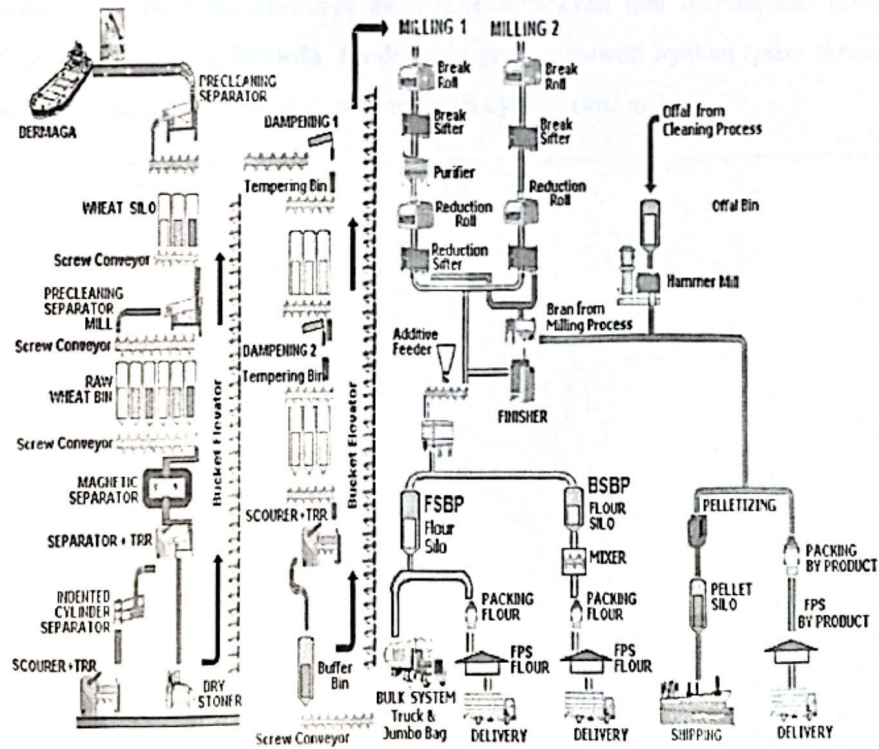 DERMAGA
PRECLEANING
SEPARATOR
WHEAT SILO
Screw Conveyor
PRECLEANING
SEPARATOR
MILL
Screw Conveyor
RAW
WHEAT BIN
Screw Conveyor
MAGNETIC
SEPARATOR
SEPARATOR + TRR
INDENTED
CYLINDER
SEPARATOR
SCOURER+TRR
DRY
STONER
Bucket Elevator
DAMPENING 1
Tempering Bin
DAMPENING 2
Tempering Bin
SCOURER+TRR
Buffer
Bin
Screw Conveyor
Bucket Elevator
MILLING 1
MILLING 2
Break
Roll
Break
Roll
Break
Sifter
Break
Sifter
Purifier
Reduction
Roll
Reduction
Roll
Reduction
Sifter
Offal from
Cleaning Process
Offal Bin
Hammer Mill
Bran from
Milling Process
Additive
Feeder
FINISHER
FSBP
Flour
Silo
BSBP
FLOUR
SILO
MIXER
PACKING
FLOUR
PACKING
FLOUR
FPS
FLOUR
FPS
FLOUR
BULK SYSTEM
Truck &
Jumbo Bag
DELIVERY
DELIVERY
PELLETIZING
PELLET
SILO
SHIPPING
PACKING
BY PRODUCT
FPS
BY PRODUCT
DELIVERY